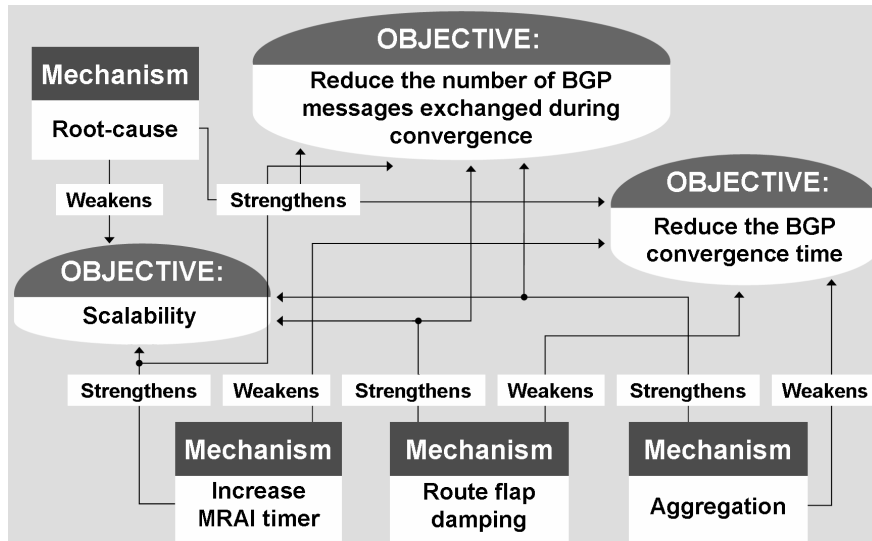 OBJECTIVE:
Reduce the number of BGP
messages exchanged during
convergence
Mechanism
Root-cause
Weakens
Strengthens
OBJECTIVE:
Reduce the BGP
convergence time
OBJECTIVE:
Scalability
Strengthens
Weakens
Strengthens
Weakens
Strengthens
Weakens
Mechanism
Increase
MRAI timer
Mechanism
Route flap
damping
Mechanism
Aggregation